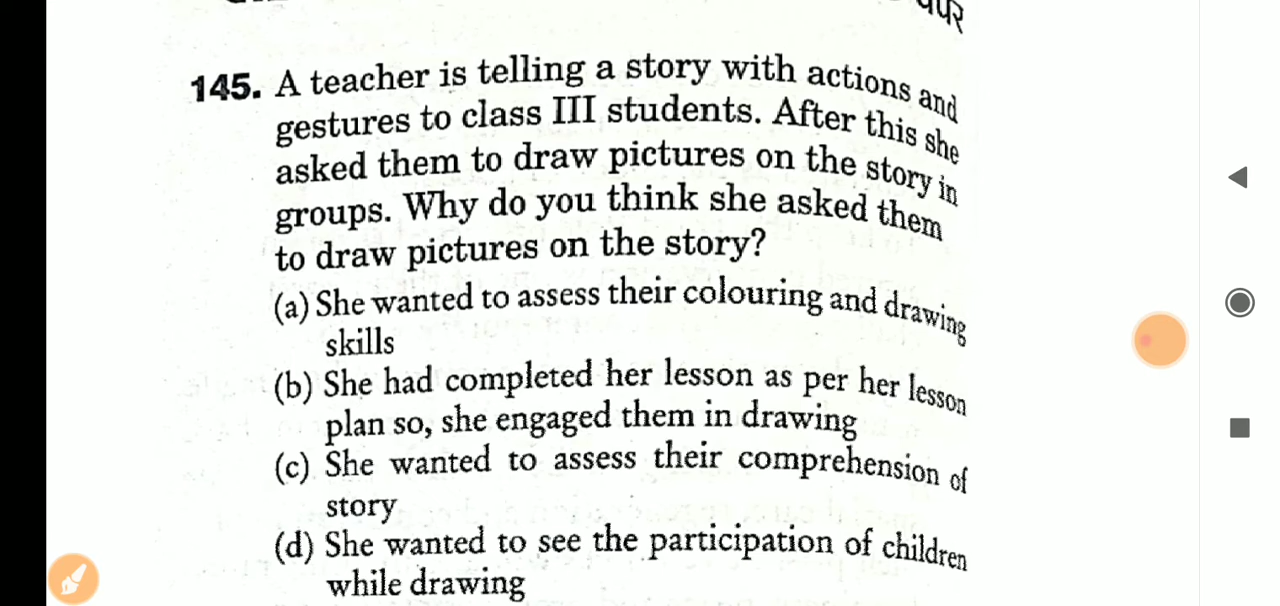 145. A teacher is telling a story with actions and
gestures to class III students. After this she
asked them to draw pictures on the story in
groups. Why do you think she asked them
to draw pictures on the story?
(a) She wanted to assess their colouring and drawing
skills
(b) She had completed her lesson as per her lesson
plan so, she engaged them in drawing
(c) She wanted to assess their comprehension of
story
(d) She wanted to see the participation of children
while drawing